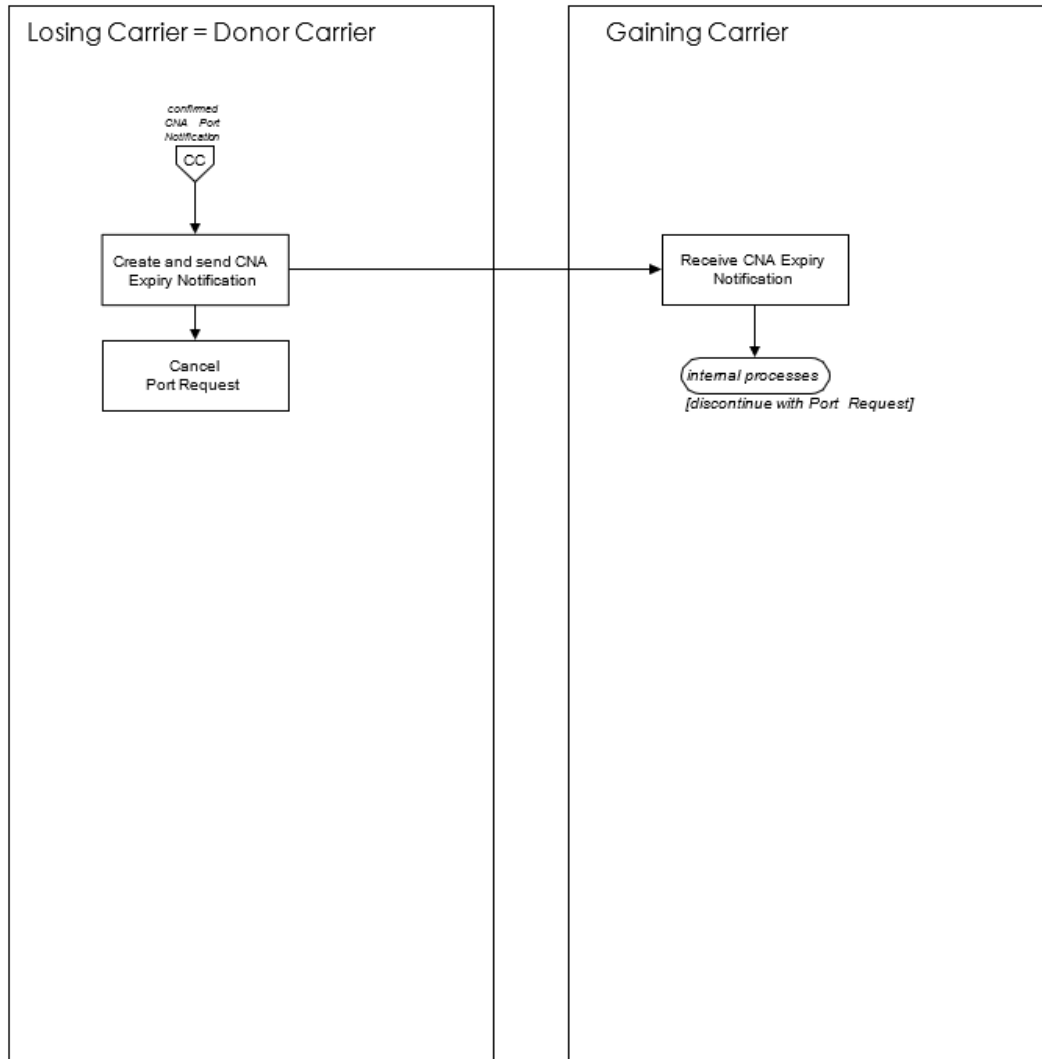 Losing Carrier = Donor Carrier
Gaining Carrier
confirmed
CNA Port
Notification
CC
Create and send CNA
Expiry Notification
Receive CNA Expiry
Notification
Cancel
Port Request
internal processes
[discontinue with Port Request]